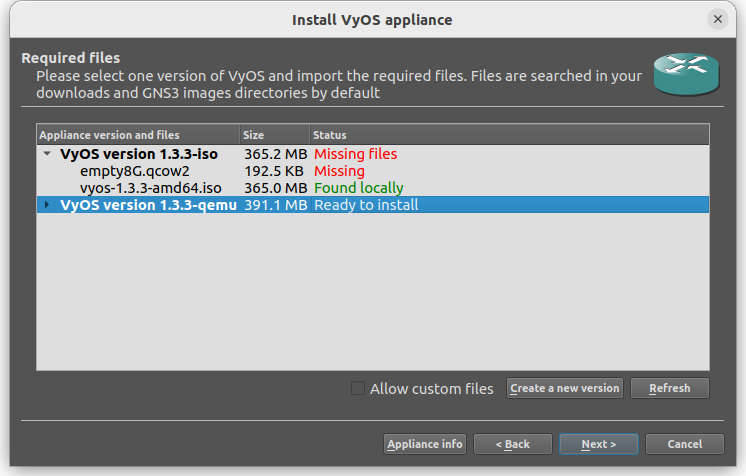 Install VyOS appliance
Required files
Please select one version of VyOS and import the required files. Files are searched in your
downloads and GNS3 images directories by default
Appliance version and files Size Status
VyOS version 1.3.3-iso 365.2 MB Missing files
empty8G.qcow2 192.5 KB Missing
vyos-1.3.3-amd64.iso 365.0 MB Found locally
VyOS version 1.3.3-qemu 391.1 MB Ready to install
Allow custom files Create a new version Refresh
Appliance info < Back Next > Cancel